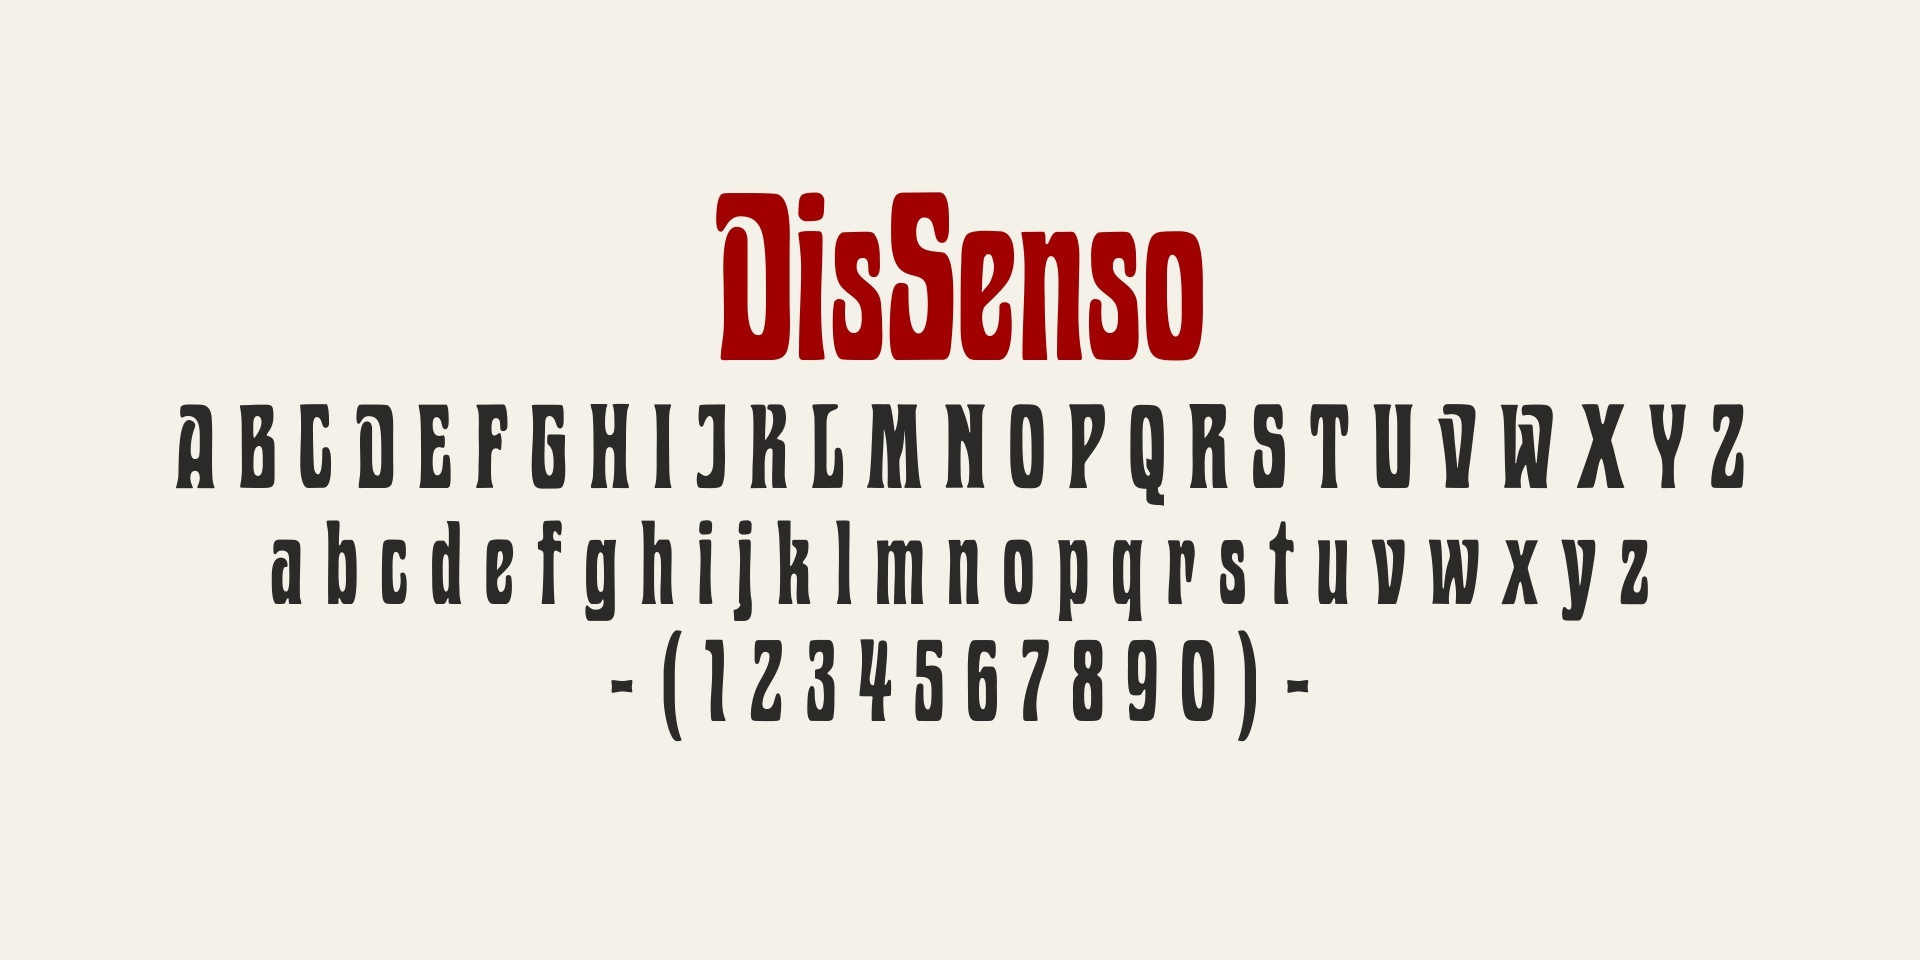 DisSenso
A B C D E F G H I J K L M N O P Q R S T U V W X Y Z
a b c d e f g h i j k l m n o p q r s t u v w x y z
- ( 1 2 3 4 5 6 7 8 9 0 ) -